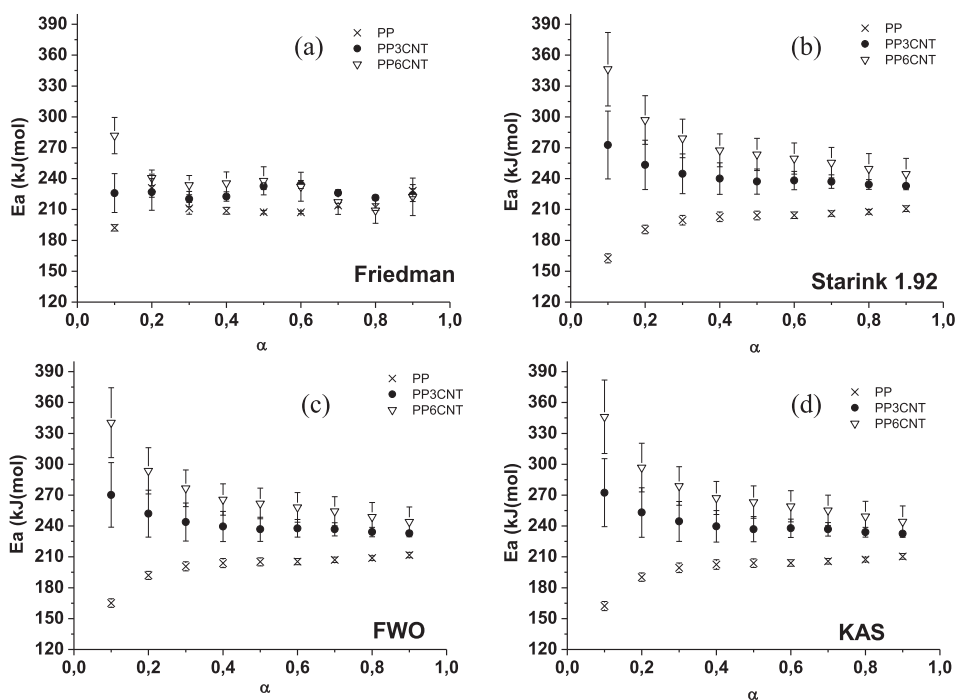 390
360
330
300
270
240
210
180
150
120
Ea (kJ(mol)
(a)
PP
PP3CNT
PP6CNT
Friedman
0,0 0,2 0,4 0,6 0,8 1,0
α
390
360
330
300
270
240
210
180
150
120
Ea (kJ(mol)
(b)
PP
PP3CNT
PP6CNT
Starink 1.92
0,0 0,2 0,4 0,6 0,8 1,0
α
390
360
330
300
270
240
210
180
150
120
Ea (kJ(mol)
(c)
PP
PP3CNT
PP6CNT
FWO
0,0 0,2 0,4 0,6 0,8 1,0
α
390
360
330
300
270
240
210
180
150
120
Ea (kJ(mol)
(d)
PP
PP3CNT
PP6CNT
KAS
0,0 0,2 0,4 0,6 0,8 1,0
α